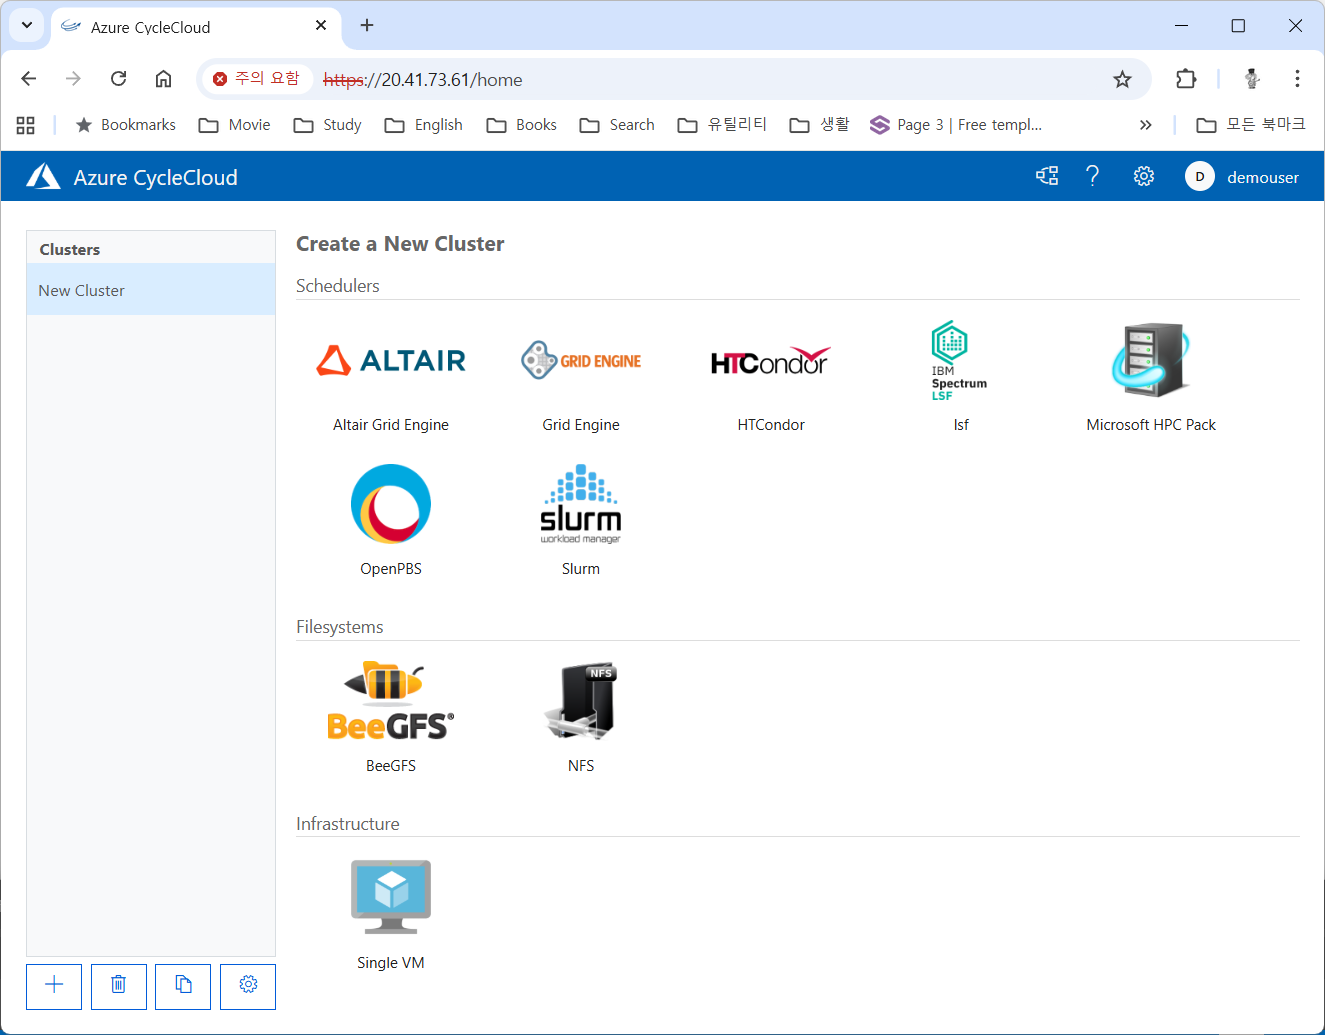 Azure CycleCloud
주의 요함 https://20.41.73.61/home
Bookmarks Movie Study English Books Search 유틸리티 생활 Page 3 | Free templ... 모든 북마크
Azure CycleCloud
D demouser
Clusters
New Cluster
Create a New Cluster
Schedulers
ALTAIR GRID ENGINE HTCondor IBM Spectrum LSF
Altair Grid Engine Grid Engine HTCondor lsf Microsoft HPC Pack
slurm
workload manager
OpenPBS Slurm
Filesystems
BeeGFS® NFS
BeeGFS NFS
Infrastructure
Single VM